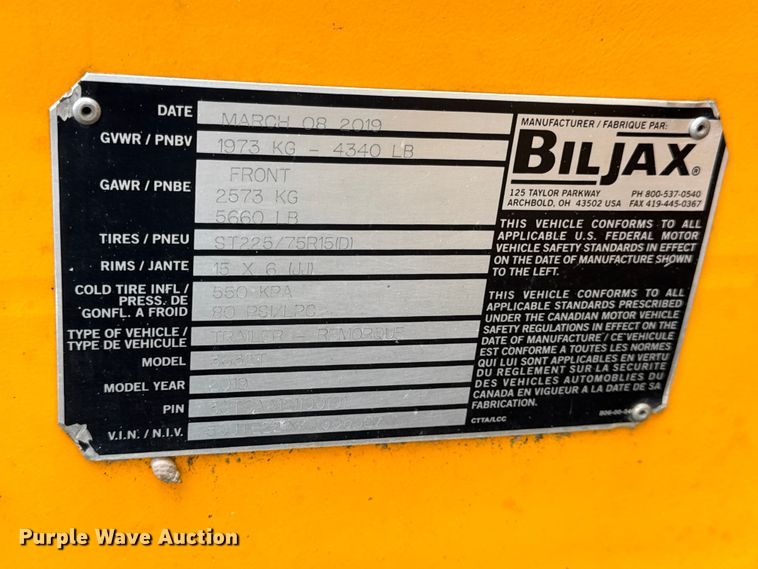 DATE MARCH 08 2019
GVWR / PNBV 1973 KG - 4340 LB
GAWR / PNBE FRONT
2573 KG
5660 LB
TIRES / PNEU ST225/75R15(D)
RIMS / JANTE 15 X 6 (JJ)
COLD TIRE INFL / 550 KPA
PRESS. DE
GONFL. A FROID 80 PSI/LPC
TYPE OF VEHICLE / TRAILER - REMORQUE
TYPE DE VEHICULE
MODEL
MODEL YEAR 2019
PIN
V.I.N. / N.I.V.
MANUFACTURER / FABRIQUE PAR:
BILJAX®
125 TAYLOR PARKWAY PH 800-537-0540
ARCHBOLD, OH 43502 USA FAX 419-445-0367
THIS VEHICLE CONFORMS TO ALL
APPLICABLE U.S. FEDERAL MOTOR
VEHICLE SAFETY STANDARDS IN EFFECT
ON THE DATE OF MANUFACTURE SHOWN
TO THE LEFT.
THIS VEHICLE CONFORMS TO ALL
APPLICABLE STANDARDS PRESCRIBED
UNDER THE CANADIAN MOTOR VEHICLE
SAFETY REGULATIONS IN EFFECT ON THE
DATE OF MANUFACTURE / CE VEHICULE
EST CONFORME A TOUTES LES NORMES
QUI LUI SONT APPLICABLES EN VERTU
DU REGLEMENT SUR LA SECURITE
DES VEHICULES AUTOMOBILES DU
CANADA EN VIGUEUR A LA DATE DE SA
FABRICATION.
CTTA/LCC
Purple Wave Auction